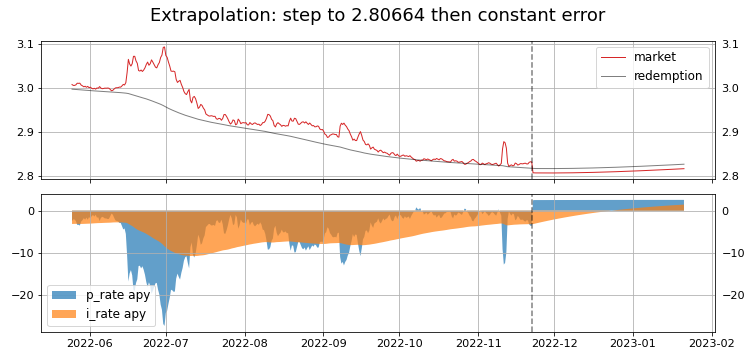 Extrapolation: step to 2.80664 then constant error
3.1 3.1
market
redemption
3.0 3.0
2.9 2.9
2.8 2.8
0 0
−10 −10
−20 −20
p_rate apy
i_rate apy
2022-06 2022-07 2022-08 2022-09 2022-10 2022-11 2022-12 2023-01 2023-02